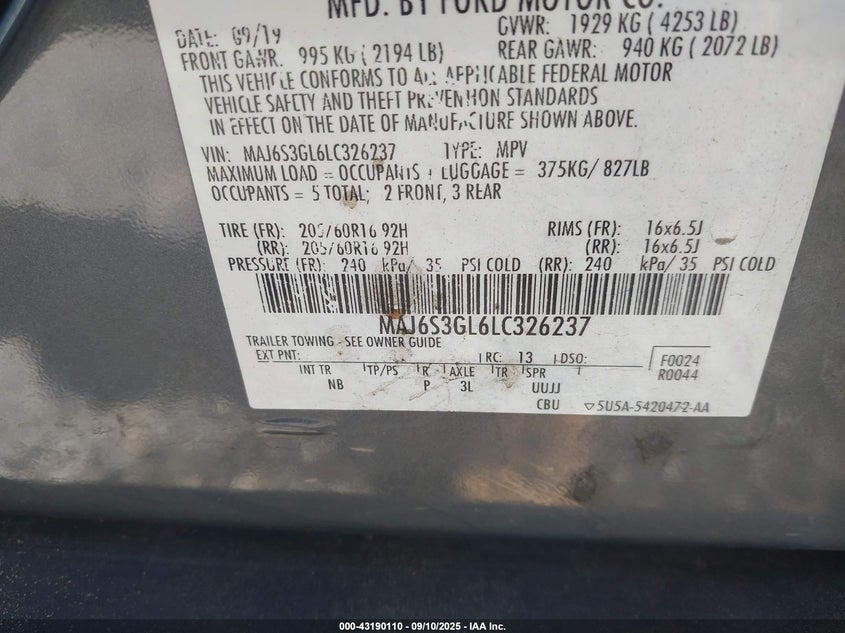 MFD. BY FORD MOTOR CO.
DATE: 09/19 GVWR: 1929 KG ( 4253 LB)
FRONT GAWR: 995 KG ( 2194 LB) REAR GAWR: 940 KG ( 2072 LB)
THIS VEHICLE CONFORMS TO ALL APPLICABLE FEDERAL MOTOR
VEHICLE SAFETY AND THEFT PREVENTION STANDARDS
IN EFFECT ON THE DATE OF MANUFACTURE SHOWN ABOVE.
VIN: MAJ6S3GL6LC326237 TYPE: MPV
MAXIMUM LOAD = OCCUPANTS + LUGGAGE = 375KG/ 827LB
OCCUPANTS = 5 TOTAL; 2 FRONT, 3 REAR
TIRE (FR): 205/60R16 92H RIMS (FR): 16x6.5J
(RR): 205/60R16 92H (RR): 16x6.5J
PRESSURE (FR): 240 kPa/ 35 PSI COLD (RR): 240 kPa/ 35 PSI COLD
MAJ6S3GL6LC326237
TRAILER TOWING - SEE OWNER GUIDE
EXT PNT: RC: 13 DSO: F0024
R0044
INT TR TP/PS R AXLE TR SPR
NB P 3L UUJJ
CBU ▽5U5A-5420472-AA
000-43190110 - 09/10/2025 - IAA Inc.